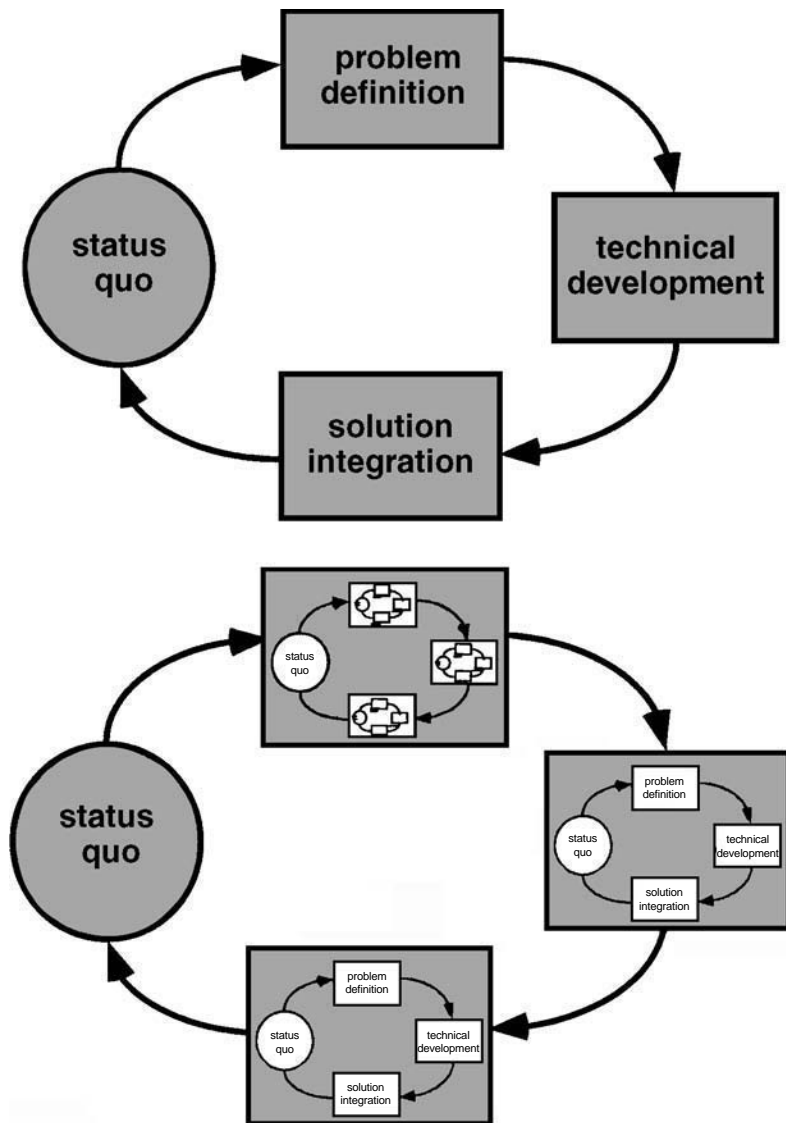 problem
definition
status
quo
technical
development
solution
integration
status
quo
status
quo
problem
definition
status
quo
technical
development
solution
integration
problem
definition
status
quo
technical
development
solution
integration